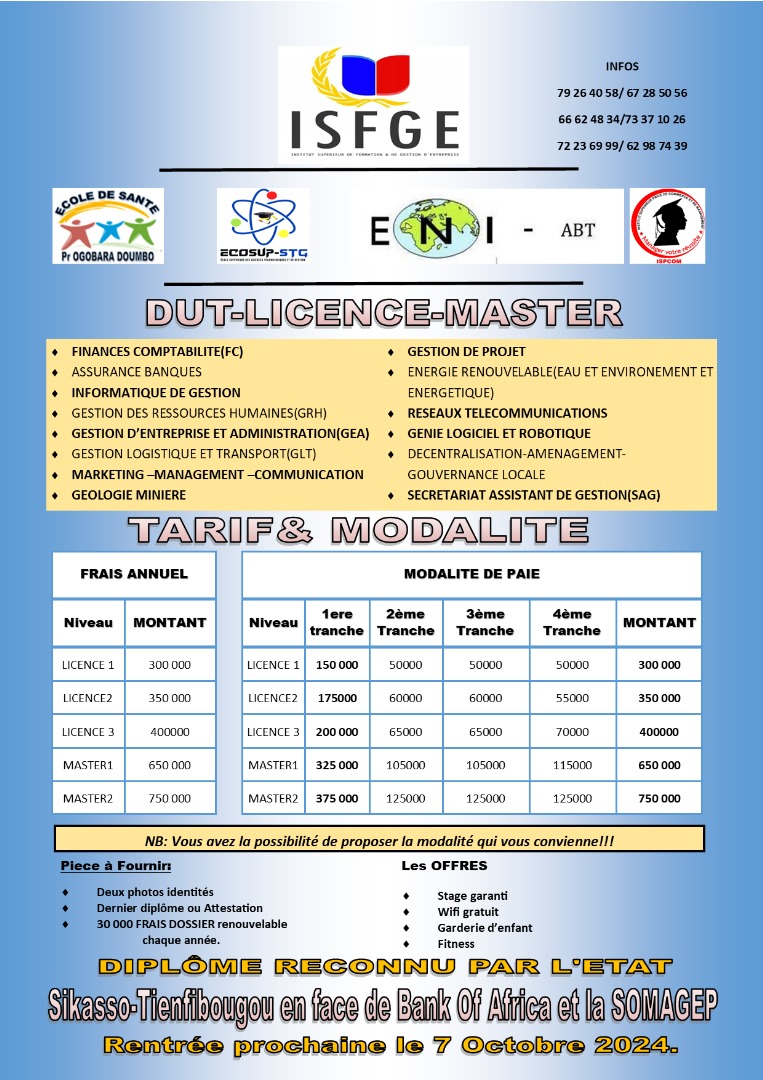 ISFGE
INSTITUT SUPERIEUR DE FORMATION & DE GESTION D'ENTREPRISE
INFOS
79 26 40 58/ 67 28 50 56
66 62 48 34/73 37 10 26
72 23 69 99/ 62 98 74 39
ECOLE DE SANTE
Pr OGOBARA DOUMBO
ECOSUP-STG
ENI - ABT
Manager votre réussite
ISPCOM
DUT-LICENCE-MASTER
♦ FINANCES COMPTABILITE(FC)
♦ ASSURANCE BANQUES
♦ INFORMATIQUE DE GESTION
♦ GESTION DES RESSOURCES HUMAINES(GRH)
♦ GESTION D'ENTREPRISE ET ADMINISTRATION(GEA)
♦ GESTION LOGISTIQUE ET TRANSPORT(GLT)
♦ MARKETING –MANAGEMENT –COMMUNICATION
♦ GEOLOGIE MINIERE
♦ GESTION DE PROJET
♦ ENERGIE RENOUVELABLE(EAU ET ENVIRONEMENT ET
ENERGETIQUE)
♦ RESEAUX TELECOMMUNICATIONS
♦ GENIE LOGICIEL ET ROBOTIQUE
♦ DECENTRALISATION-AMENAGEMENT-
GOUVERNANCE LOCALE
♦ SECRETARIAT ASSISTANT DE GESTION(SAG)
TARIF& MODALITE
FRAIS ANNUEL
Niveau MONTANT
LICENCE 1 300 000
LICENCE2 350 000
LICENCE 3 400000
MASTER1 650 000
MASTER2 750 000
MODALITE DE PAIE
Niveau 1ere tranche 2ème Tranche 3ème Tranche 4ème Tranche MONTANT
LICENCE 1 150 000 50000 50000 50000 300 000
LICENCE2 175000 60000 60000 55000 350 000
LICENCE 3 200 000 65000 65000 70000 400000
MASTER1 325 000 105000 105000 115000 650 000
MASTER2 375 000 125000 125000 125000 750 000
NB: Vous avez la possibilité de proposer la modalité qui vous convienne!!!
Piece à Fournir:
♦ Deux photos identités
♦ Dernier diplôme ou Attestation
♦ 30 000 FRAIS DOSSIER renouvelable
chaque année.
Les OFFRES
♦ Stage garanti
♦ Wifi gratuit
♦ Garderie d'enfant
♦ Fitness
DIPLÔME RECONNU PAR L'ETAT
Sikasso-Tienfibougou en face de Bank Of Africa et la SOMAGEP
Rentrée prochaine le 7 Octobre 2024.